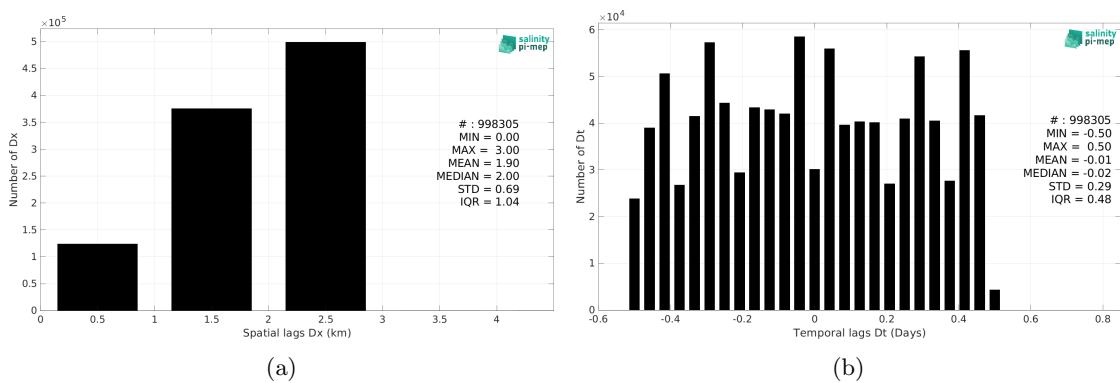 ×10⁵
5
4.5
4
3.5
3
2.5
2
1.5
1
0.5
0
Number of Dx
0 0.5 1 1.5 2 2.5 3 3.5 4
Spatial lags Dx (km)
salinity
pi-mep
# : 998305
MIN = 0.00
MAX = 3.00
MEAN = 1.90
MEDIAN = 2.00
STD = 0.69
IQR = 1.04
(a)
×10⁴
6
5
4
3
2
1
0
Number of Dt
-0.6 -0.4 -0.2 0 0.2 0.4 0.6 0.8
Temporal lags Dt (Days)
salinity
pi-mep
# : 998305
MIN = -0.50
MAX = 0.50
MEAN = -0.01
MEDIAN = -0.02
STD = 0.29
IQR = 0.48
(b)